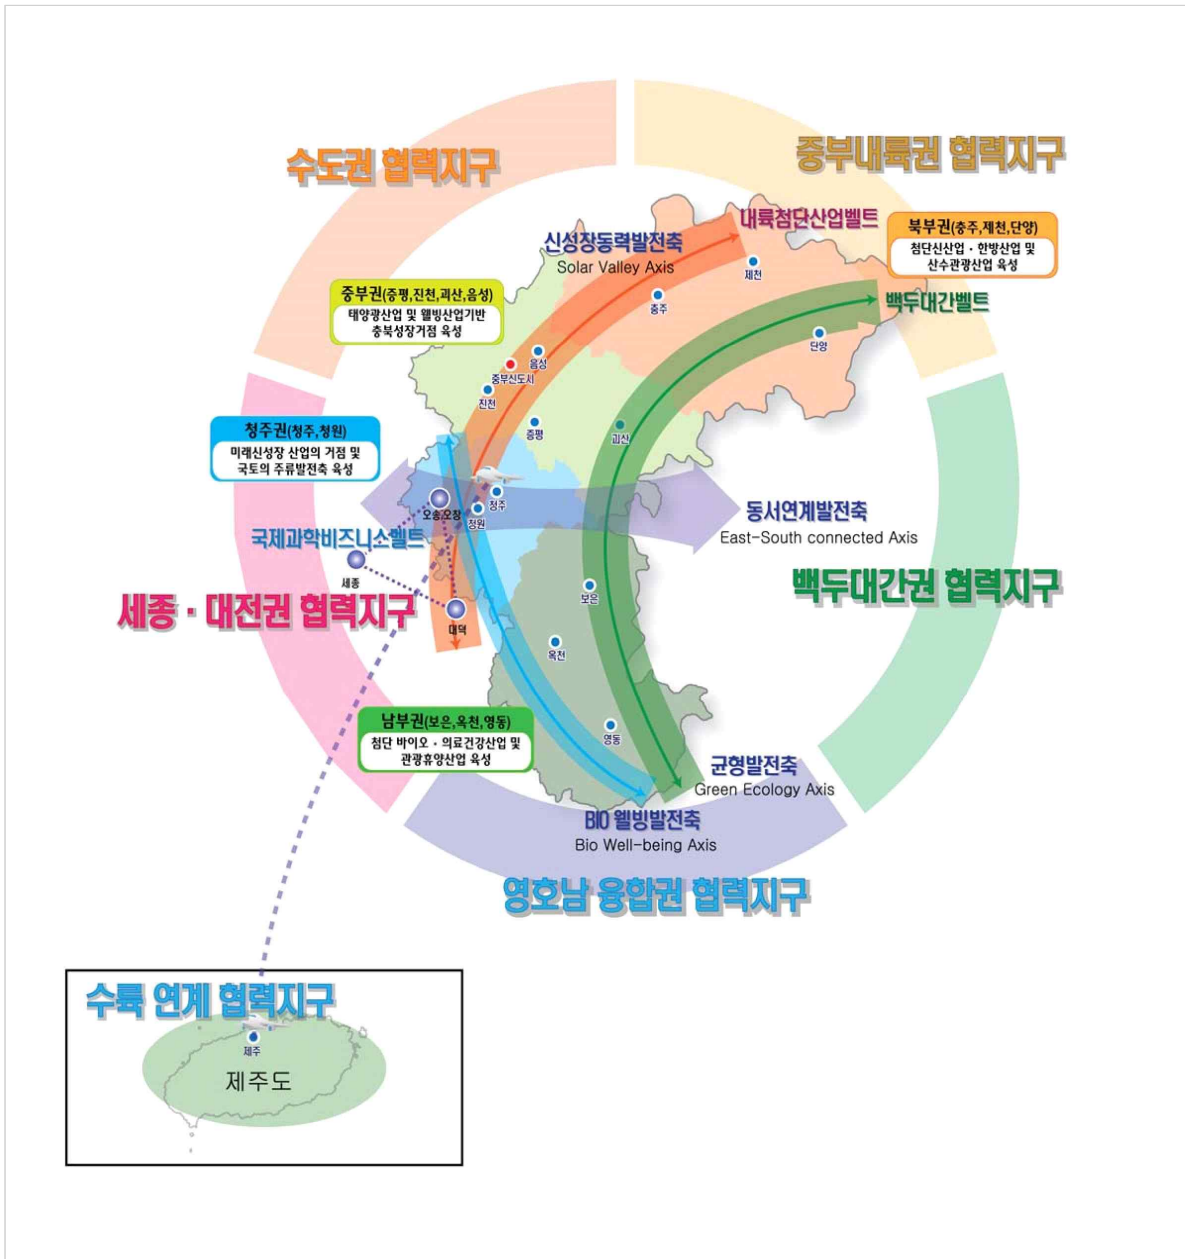 수도권 협력지구
중부내륙권 협력지구
내륙첨단산업벨트
북부권(충주,제천,단양)
첨단신산업 · 한방산업 및
산수관광산업 육성
신성장동력발전축
Solar Valley Axis
제천
중부권(증평,진천,괴산,음성)
태양광산업 및 웰빙산업기반
충북성장거점 육성
충주
백두대간벨트
단양
음성
중부신도시
진천
증평
괴산
청주권(청주,청원)
미래신성장 산업의 거점 및
국토의 주류발전축 육성
청주
오송,오창
청원
동서연계발전축
East-South connected Axis
국제과학비즈니스벨트
세종
백두대간권 협력지구
세종 · 대전권 협력지구
보은
대덕
옥천
남부권(보은,옥천,영동)
첨단 바이오 · 의료건강산업 및
관광휴양산업 육성
영동
균형발전축
Green Ecology Axis
BIO 웰빙발전축
Bio Well-being Axis
영호남 융합권 협력지구
수륙 연계 협력지구
제주
제주도